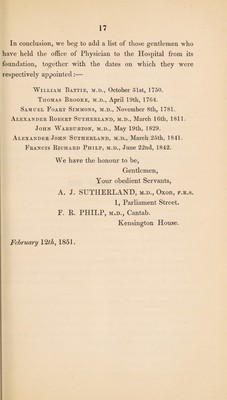 17
In conclusion, we beg to add a list of those gentlemen who
have held the office of Physician to the Hospital from its
foundation, together with the dates on which they were
respectively appointed:—
William Battie, M.D., October 31st, 1750.
Thomas Brooke, M.D., April 19th, 1764.
Samuel Foart Simmons, M.D., November 8th, 1781.
Alexander Robert Sutherland, M.D., March 16th, 1811.
John Warburton, M.D., May 19th, 1829.
Alexander John Sutherland, M.D., March 25th, 1841.
Francis Richard Philp, M.D., June 22nd, 1842.
We have the honour to be,
Gentlemen,
Your obedient Servants,
A. J. SUTHERLAND, M.D., Oxon, F.R.S.
1, Parliament Street.
F. R. PHILP, M.D., Cantab.
Kensington House.
February 12th, 1851.